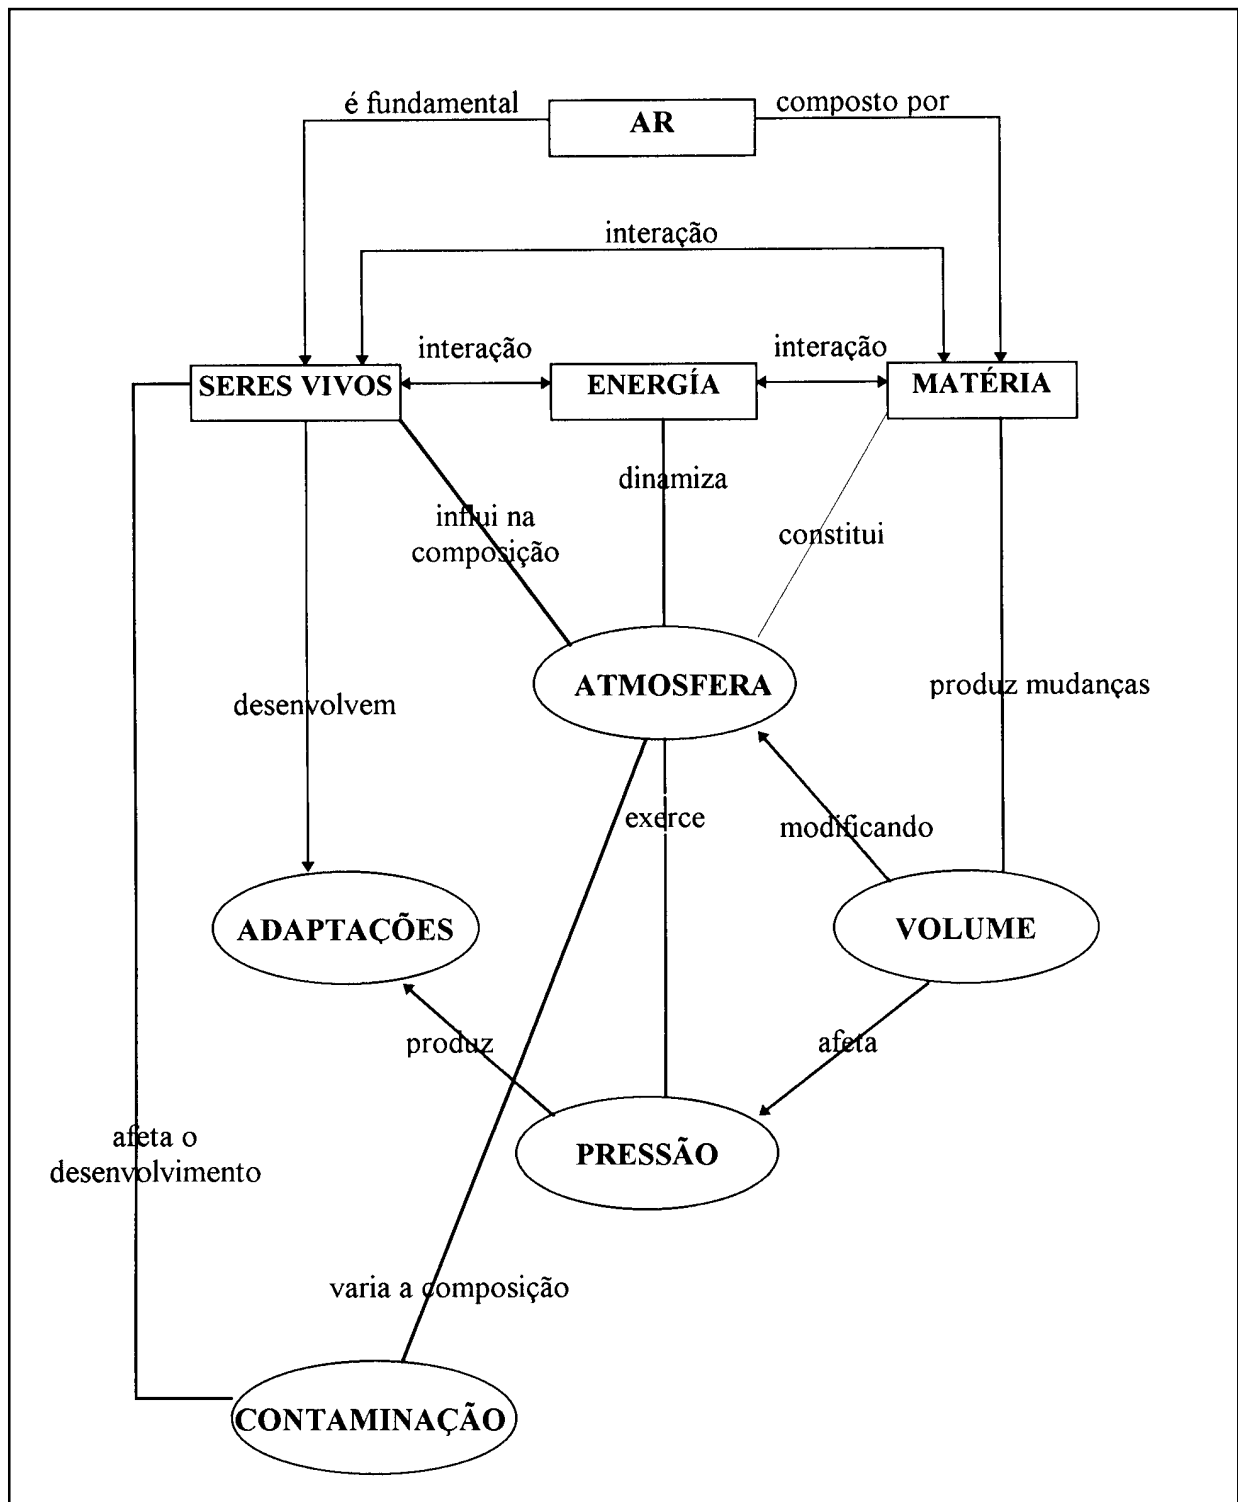 é fundamental
AR
composto por
interação
interação
interação
SERES VIVOS
ENERGÍA
MATÉRIA
dinamiza
influi na
composição
constitui
ATMOSFERA
produz mudanças
desenvolvem
exerce
modificando
ADAPTAÇÕES
VOLUME
produz
afeta
afeta o
desenvolvimento
PRESSÃO
varia a composição
CONTAMINAÇÃO